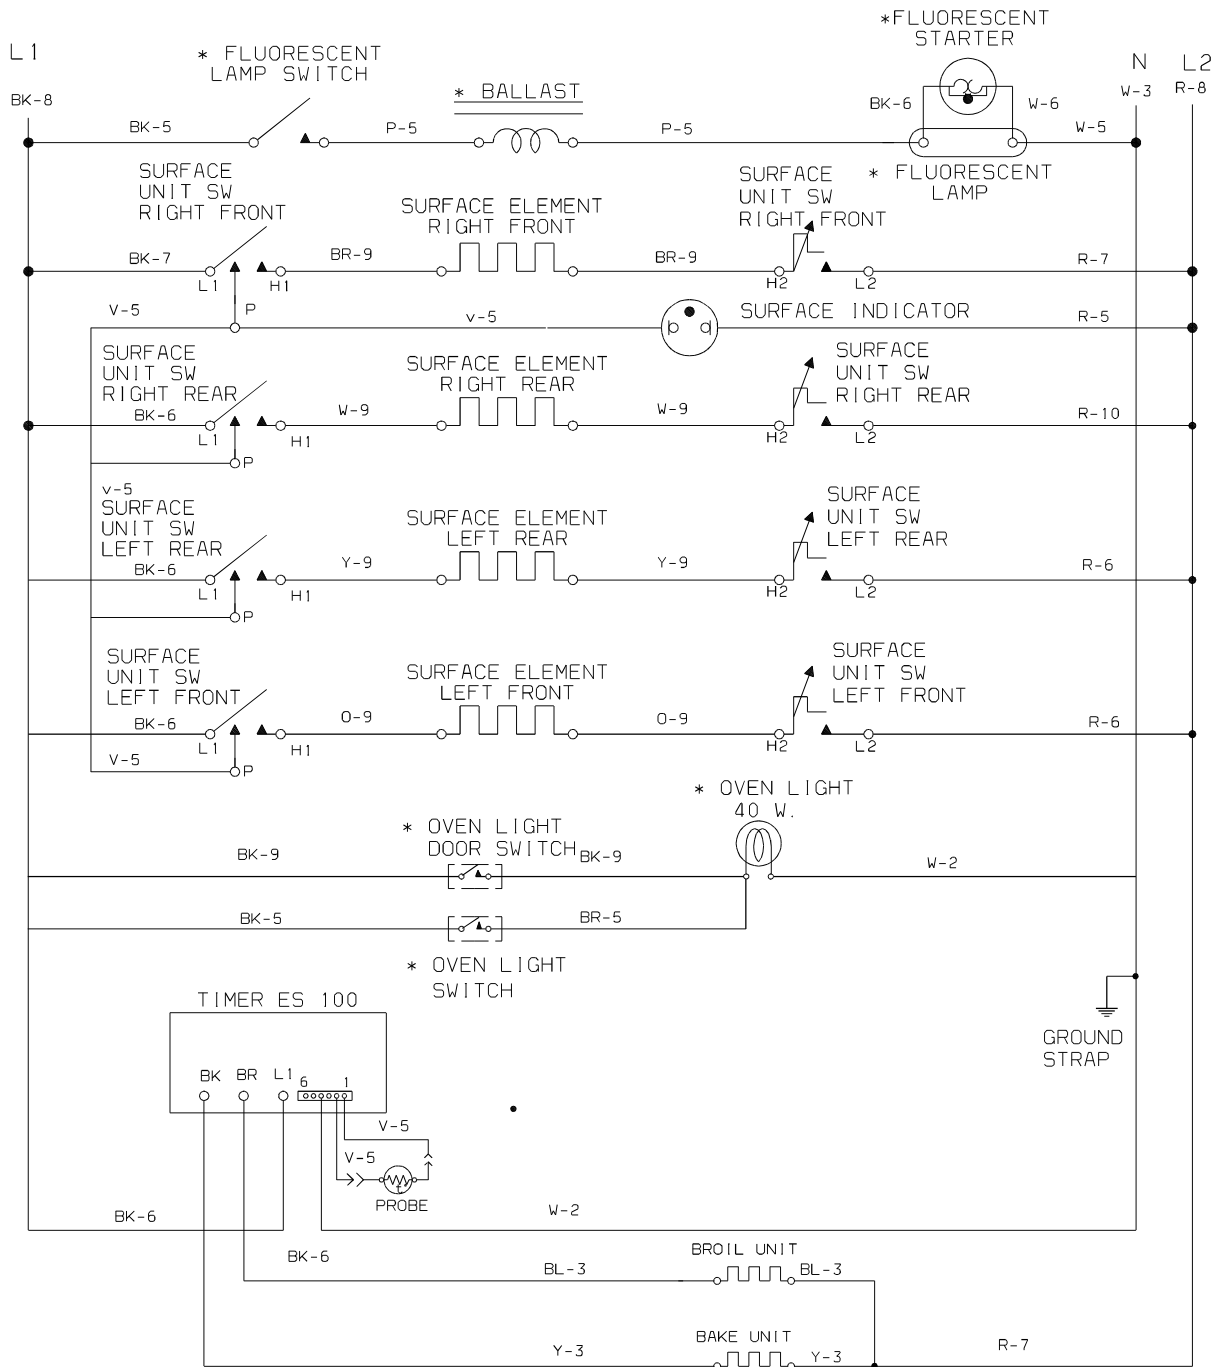 *FLUORESCENT
STARTER
L1
* FLUORESCENT
LAMP SWITCH
N
L2
* BALLAST
W-3
R-8
BK-8
BK-6
W-6
BK-5
P-5
P-5
W-5
* FLUORESCENT
LAMP
SURFACE
UNIT SW
RIGHT FRONT
SURFACE ELEMENT
RIGHT FRONT
SURFACE
UNIT SW
RIGHT FRONT
BK-7
BR-9
BR-9
R-7
L1
H1
H2
L2
V-5
P
v-5
SURFACE INDICATOR
R-5
SURFACE
UNIT SW
RIGHT REAR
SURFACE ELEMENT
RIGHT REAR
SURFACE
UNIT SW
RIGHT REAR
BK-6
W-9
W-9
R-10
L1
H1
H2
L2
P
v-5
SURFACE
UNIT SW
LEFT REAR
SURFACE ELEMENT
LEFT REAR
SURFACE
UNIT SW
LEFT REAR
BK-6
Y-9
Y-9
R-6
L1
H1
H2
L2
P
SURFACE
UNIT SW
LEFT FRONT
SURFACE ELEMENT
LEFT FRONT
SURFACE
UNIT SW
LEFT FRONT
BK-6
O-9
O-9
R-6
L1
H1
H2
L2
V-5
P
* OVEN LIGHT
40 W.
* OVEN LIGHT
DOOR SWITCH
BK-9
BK-9
W-2
BK-5
BR-5
* OVEN LIGHT
SWITCH
TIMER ES 100
GROUND
STRAP
BK
BR
L1
6
1
V-5
V-5
t
PROBE
BK-6
W-2
BK-6
BROIL UNIT
BL-3
BL-3
BAKE UNIT
Y-3
Y-3
R-7